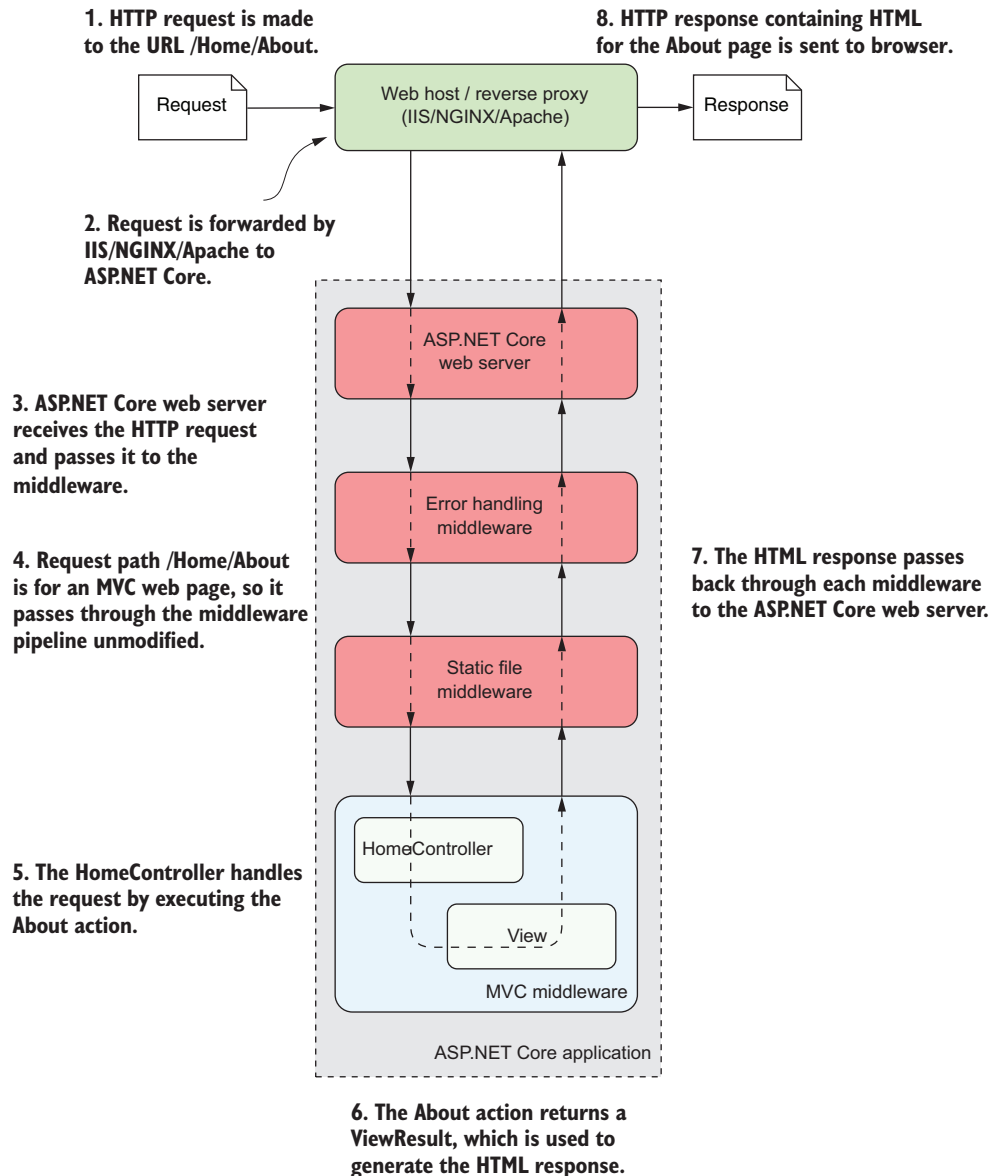 1. HTTP request is made
to the URL /Home/About.
8. HTTP response containing HTML
for the About page is sent to browser.
Request
Web host / reverse proxy
(IIS/NGINX/Apache)
Response
2. Request is forwarded by
IIS/NGINX/Apache to
ASP.NET Core.
ASP.NET Core
web server
3. ASP.NET Core web server
receives the HTTP request
and passes it to the
middleware.
Error handling
middleware
4. Request path /Home/About
is for an MVC web page, so it
passes through the middleware
pipeline unmodified.
7. The HTML response passes
back through each middleware
to the ASP.NET Core web server.
Static file
middleware
HomeController
5. The HomeController handles
the request by executing the
About action.
View
MVC middleware
ASP.NET Core application
6. The About action returns a
ViewResult, which is used to
generate the HTML response.